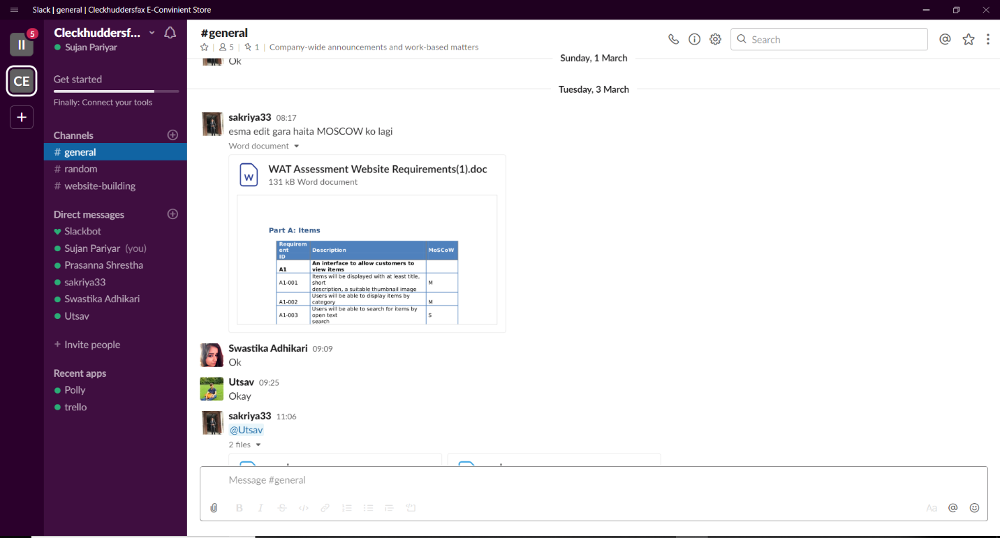 Slack | general | Cleckhuddersfax E-Convinient Store
5
II
CE
+
Cleckhuddersf...
Sujan Pariyar
Get started
Finally: Connect your tools
Channels
# general
# random
# website-building
Direct messages
Slackbot
Sujan Pariyar (you)
Prasanna Shrestha
sakriya33
Swastika Adhikari
Utsav
+ Invite people
Recent apps
Polly
trello
#general
5 | 1 | Company-wide announcements and work-based matters
Search
Ok
Sunday, 1 March
Tuesday, 3 March
sakriya33 08:17
esma edit gara haita MOSCOW ko lagi
Word document
W
WAT Assessment Website Requirements(1).doc
131 kB Word document
Part A: Items
Requirem
ent
ID
Description
MoSCoW
A1
An interface to allow customers to
view items
A1-001
Items will be displayed with at least title,
short
description, a suitable thumbnail image
M
A1-002
Users will be able to display items by
category
M
A1-003
Users will be able to search for items by
open text
search
S
Swastika Adhikari 09:09
Ok
Utsav 09:25
Okay
sakriya33 11:06
@Utsav
2 files
Message #general
B I S </>
Aa @